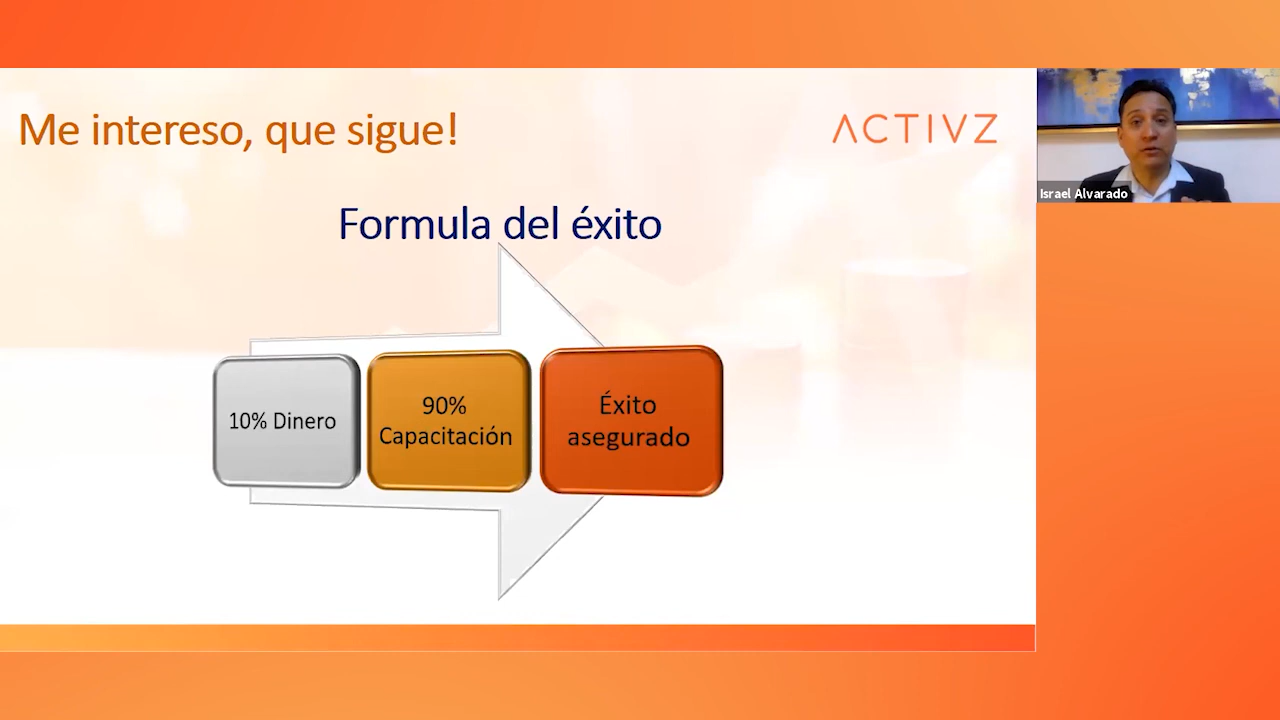 Me intereso, que sigue!
ACTIVZ
Israel Alvarado
Formula del éxito
10% Dinero
90%
Capacitación
Éxito
asegurado